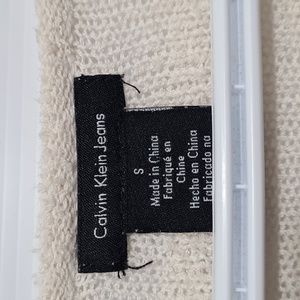 Calvin Klein Jeans
S
Made in China
Fabriqué en
Chine
Hecho en China
Fabricado na